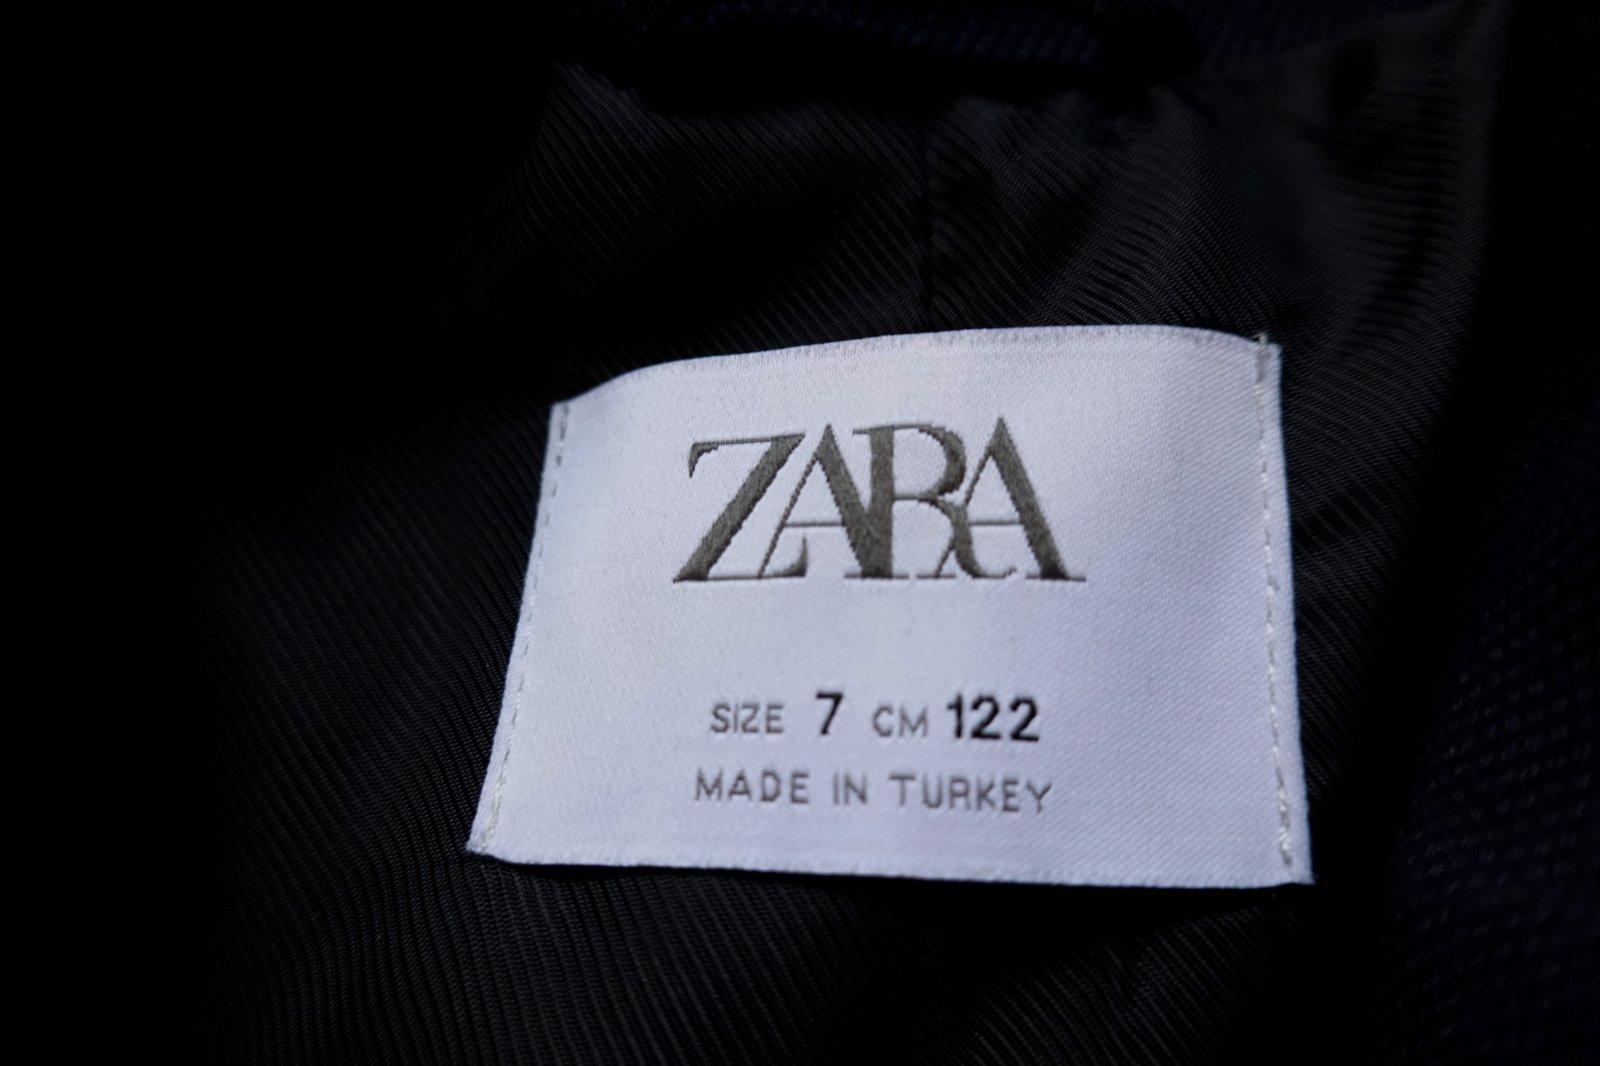 ZARA
SIZE 7 CM 122
MADE IN TURKEY